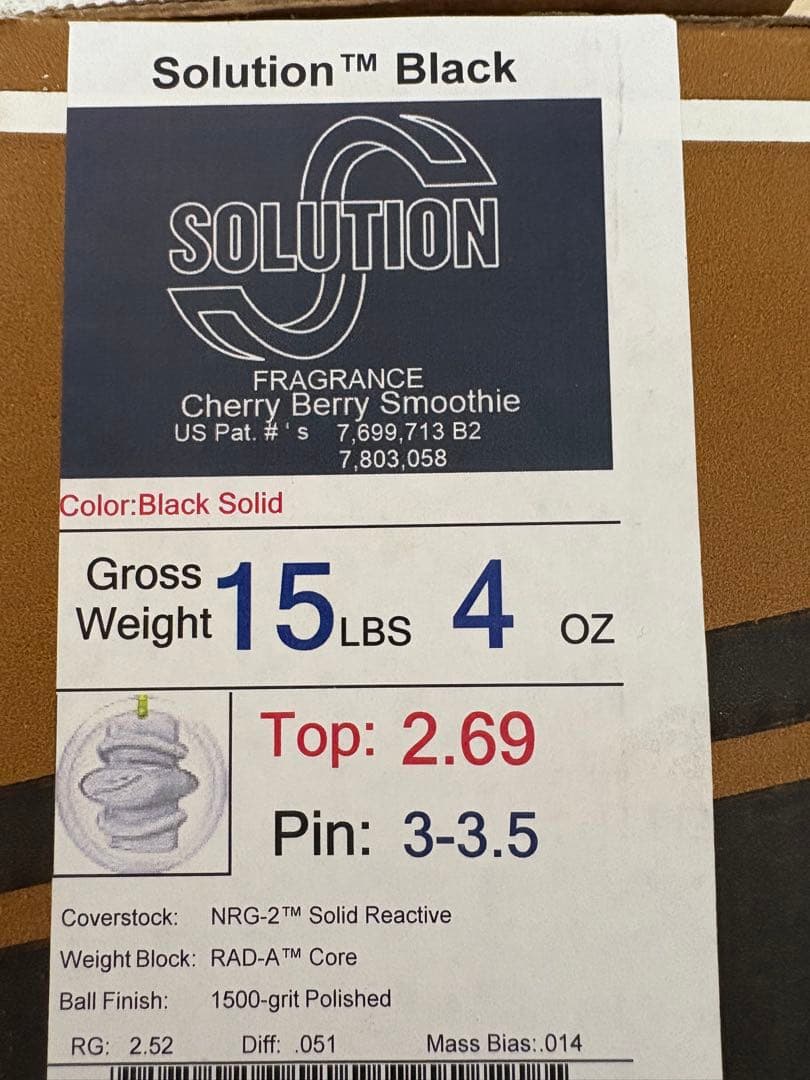 Solution™ Black
SOLUTION
FRAGRANCE
Cherry Berry Smoothie
US Pat. #'s 7,699,713 B2
7,803,058
Color:Black Solid
Gross Weight 15 LBS 4 OZ
Top: 2.69
Pin: 3-3.5
Coverstock: NRG-2™ Solid Reactive
Weight Block: RAD-A™ Core
Ball Finish: 1500-grit Polished
RG: 2.52 Diff: .051 Mass Bias:.014